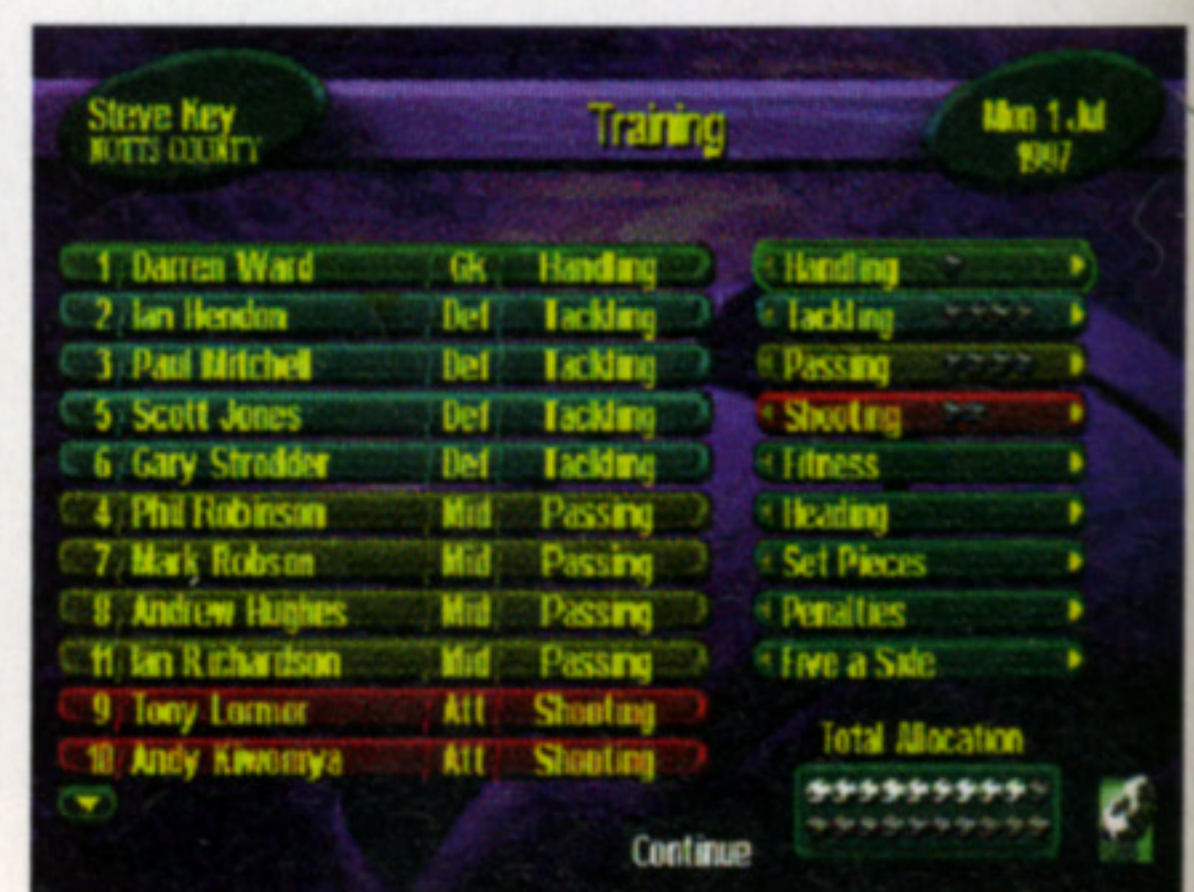 Steve Key
NOTTS COUNTY
Training
Mon 1 Jul
1997
1 Darren Ward Gk Handling
2 Ian Hendon Def Tackling
3 Paul Mitchell Def Tackling
5 Scott Jones Def Tackling
6 Gary Strodder Def Tackling
4 Phil Robinson Mid Passing
7 Mark Robson Mid Passing
8 Andrew Hughes Mid Passing
11 Ian Richardson Mid Passing
9 Tony Lormor Att Shooting
10 Andy Kiwomya Att Shooting
Handling
Tackling
Passing
Shooting
Fitness
Heading
Set Pieces
Penalties
Five a Side
Total Allocation
Continue